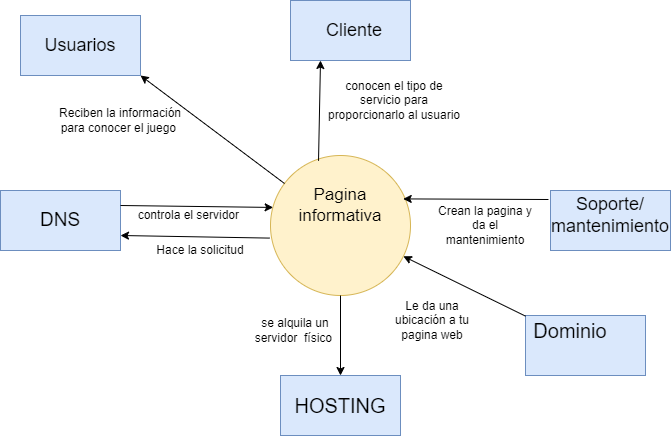 Usuarios
Cliente
Reciben la información
para conocer el juego
conocen el tipo de
servicio para
proporcionarlo al usuario
DNS
controla el servidor
Hace la solicitud
Pagina
informativa
Crean la pagina y
da el
mantenimiento
Soporte/
mantenimiento
se alquila un
servidor físico
Le da una
ubicación a tu
pagina web
Dominio
HOSTING